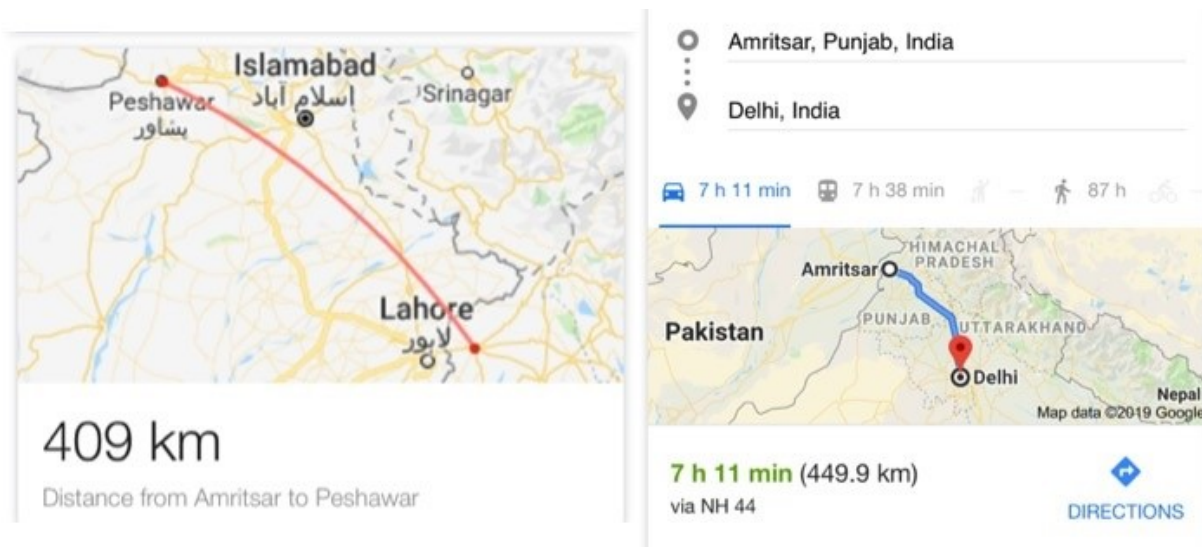 Islamabad
اسلام آباد
Srinagar
Peshawar
پشاور
Lahore
لاہور
409 km
Distance from Amritsar to Peshawar
Amritsar, Punjab, India
Delhi, India
7 h 11 min
7 h 38 min
—
87 h
HIMACHAL
PRADESH
Amritsar
PUNJAB
UTTARAKHAND
Pakistan
Delhi
Nepal
Map data ©2019 Google
7 h 11 min (449.9 km)
via NH 44
DIRECTIONS